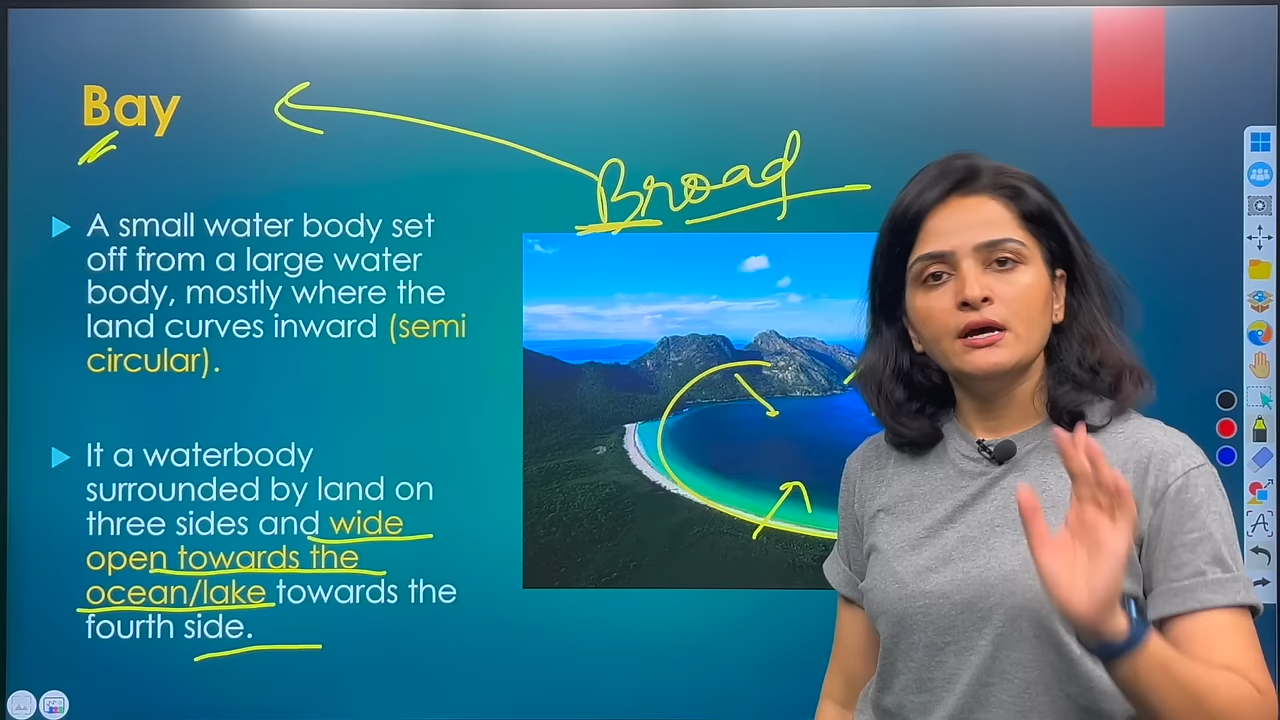 Bay
Broad
A small water body set
off from a large water
body, mostly where the
land curves inward (semi
circular).
It a waterbody
surrounded by land on
three sides and wide
open towards the
ocean/lake towards the
fourth side.